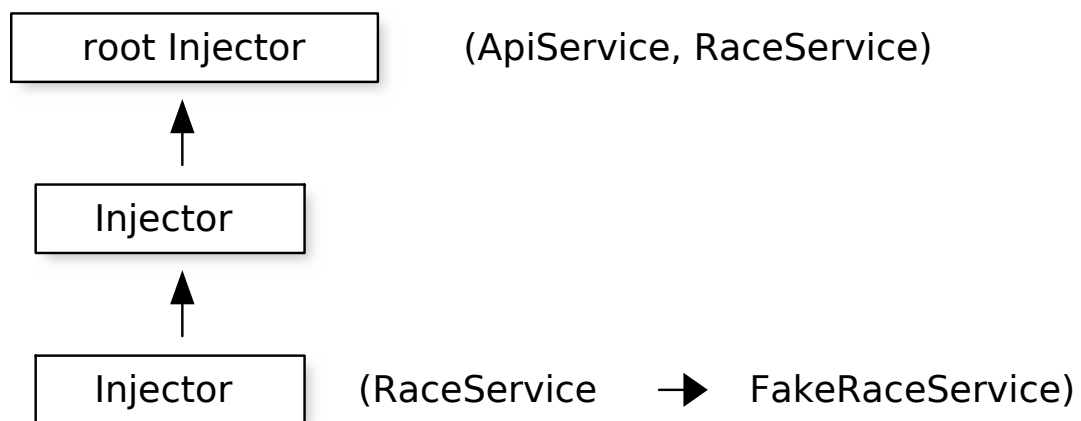 root Injector (ApiService, RaceService)
Injector
Injector (RaceService FakeRaceService)